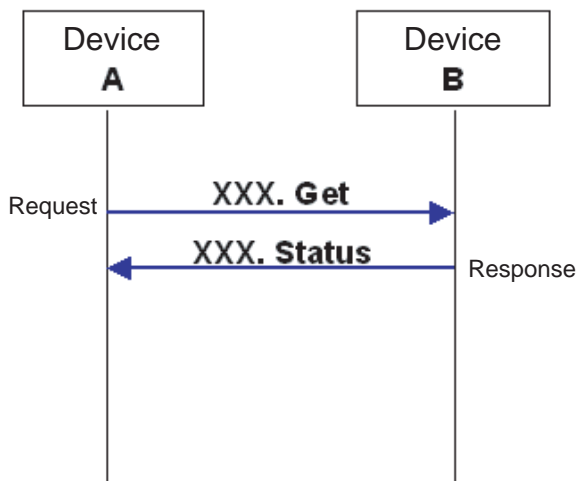 Device
A
Device
B
XXX. Get
Request
XXX. Status
Response